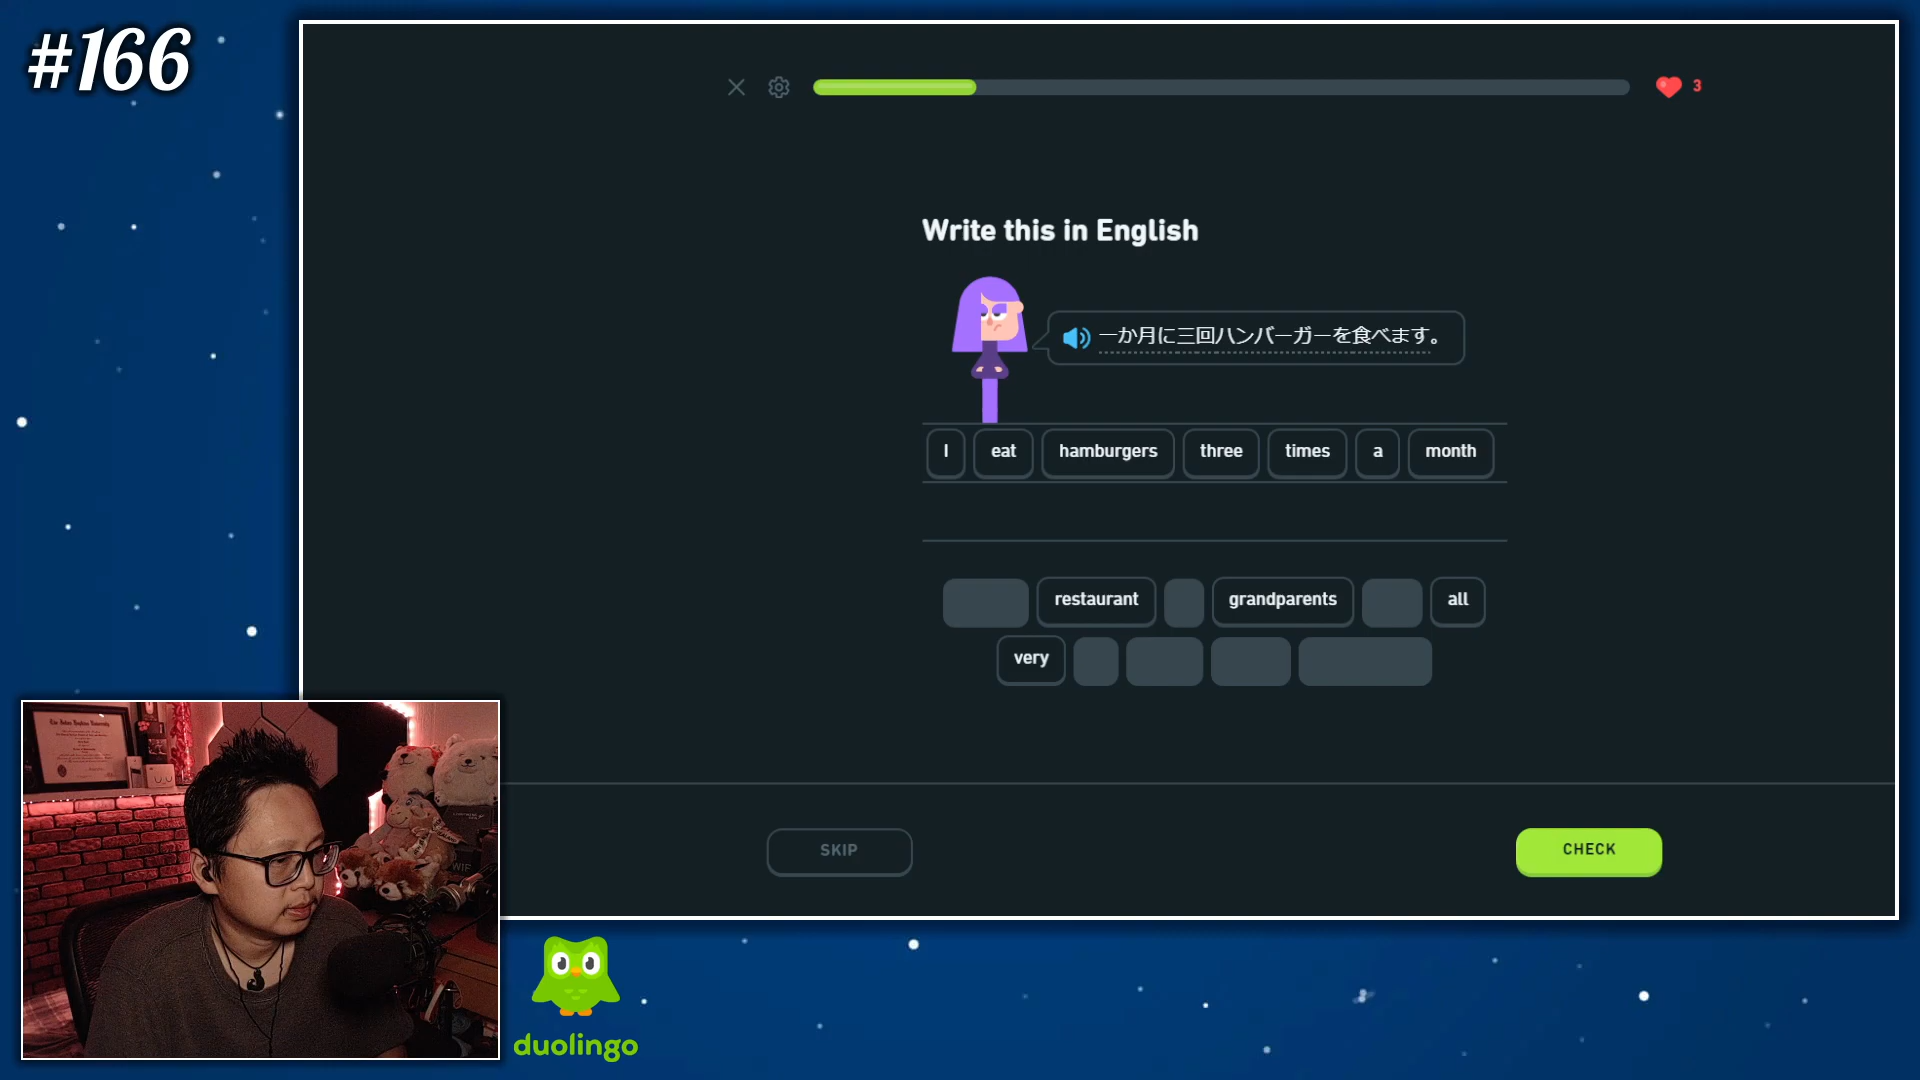 #166
3
Write this in English
一か月に三回ハンバーガーを食べます。
I eat hamburgers three times a month
restaurant grandparents all
very
SKIP
CHECK
duolingo